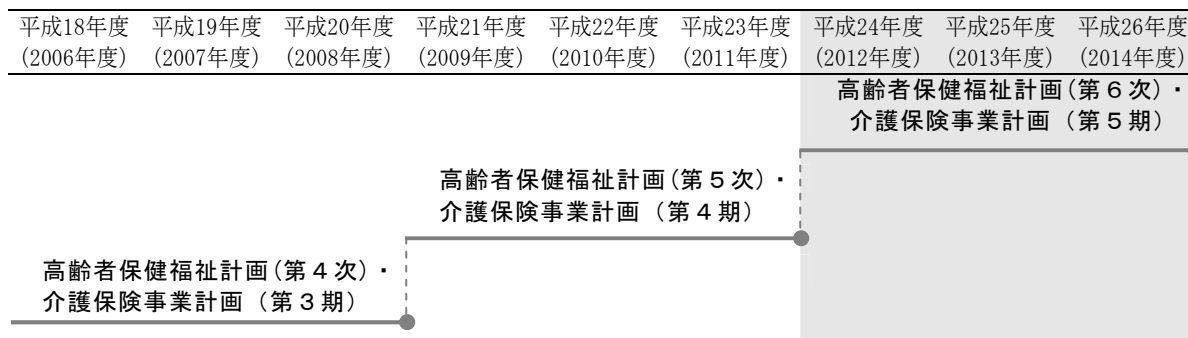 平成18年度 平成19年度 平成20年度 平成21年度 平成22年度 平成23年度 平成24年度 平成25年度 平成26年度
(2006年度) (2007年度) (2008年度) (2009年度) (2010年度) (2011年度) (2012年度) (2013年度) (2014年度)
高齢者保健福祉計画(第6次)・
介護保険事業計画(第5期)
高齢者保健福祉計画(第5次)・
介護保険事業計画(第4期)
高齢者保健福祉計画(第4次)・
介護保険事業計画(第3期)